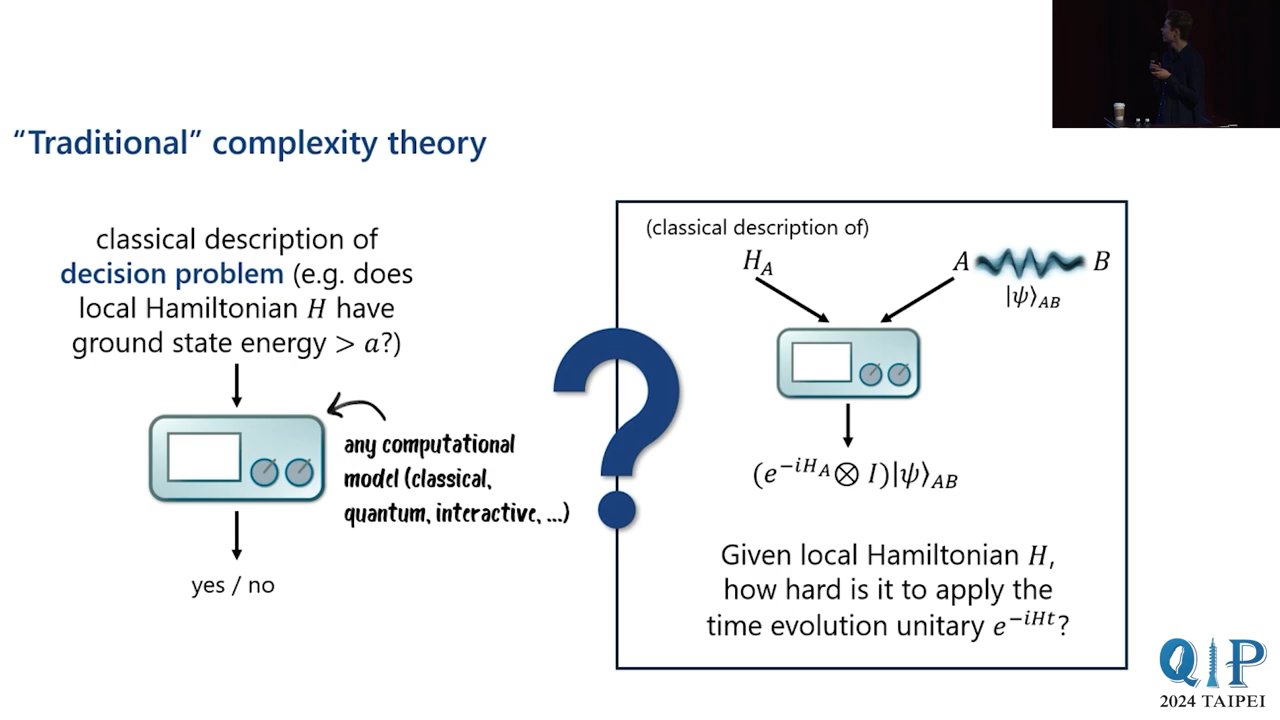 “Traditional” complexity theory
classical description of
decision problem (e.g. does
local Hamiltonian H have
ground state energy > a?)
any computational
model (classical,
quantum, interactive, ...)
yes / no
?
(classical description of)
H_A
A B
|ψ⟩_AB
(e^{-iH_A} ⊗ I)|ψ⟩_AB
Given local Hamiltonian H,
how hard is it to apply the
time evolution unitary e^{-iHt}?
QIP
2024 TAIPEI